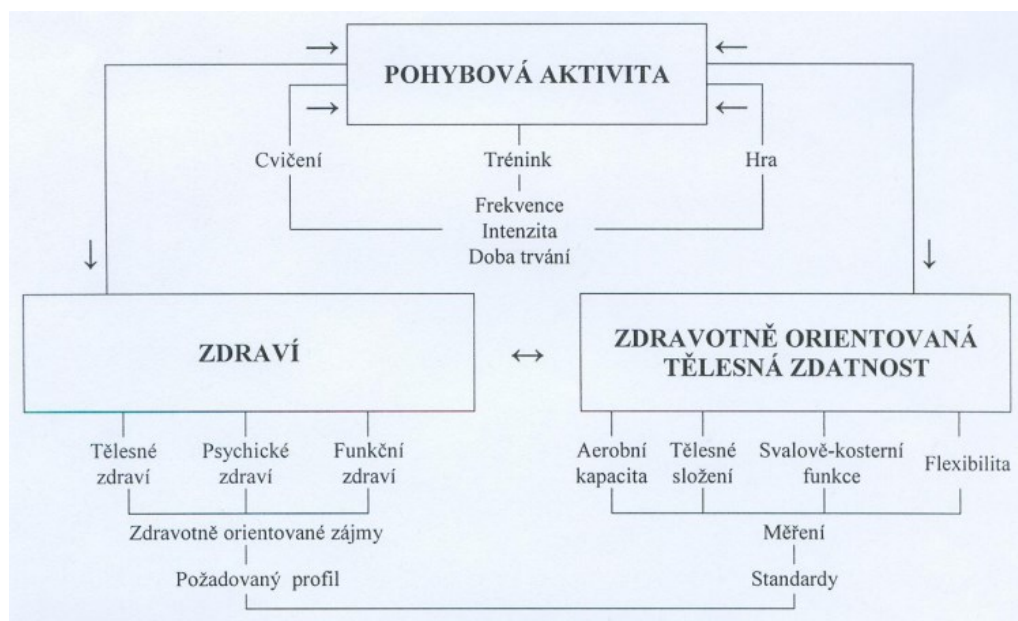 POHYBOVÁ AKTIVITA
Cvičení
Trénink
Hra
Frekvence
Intenzita
Doba trvání
ZDRAVÍ
ZDRAVOTNĚ ORIENTOVANÁ
TĚLESNÁ ZDATNOST
Tělesné
zdraví
Psychické
zdraví
Funkční
zdraví
Aerobní
kapacita
Tělesné
složení
Svalově-kosterní
funkce
Flexibilita
Zdravotně orientované zájmy
Měření
Požadovaný profil
Standardy